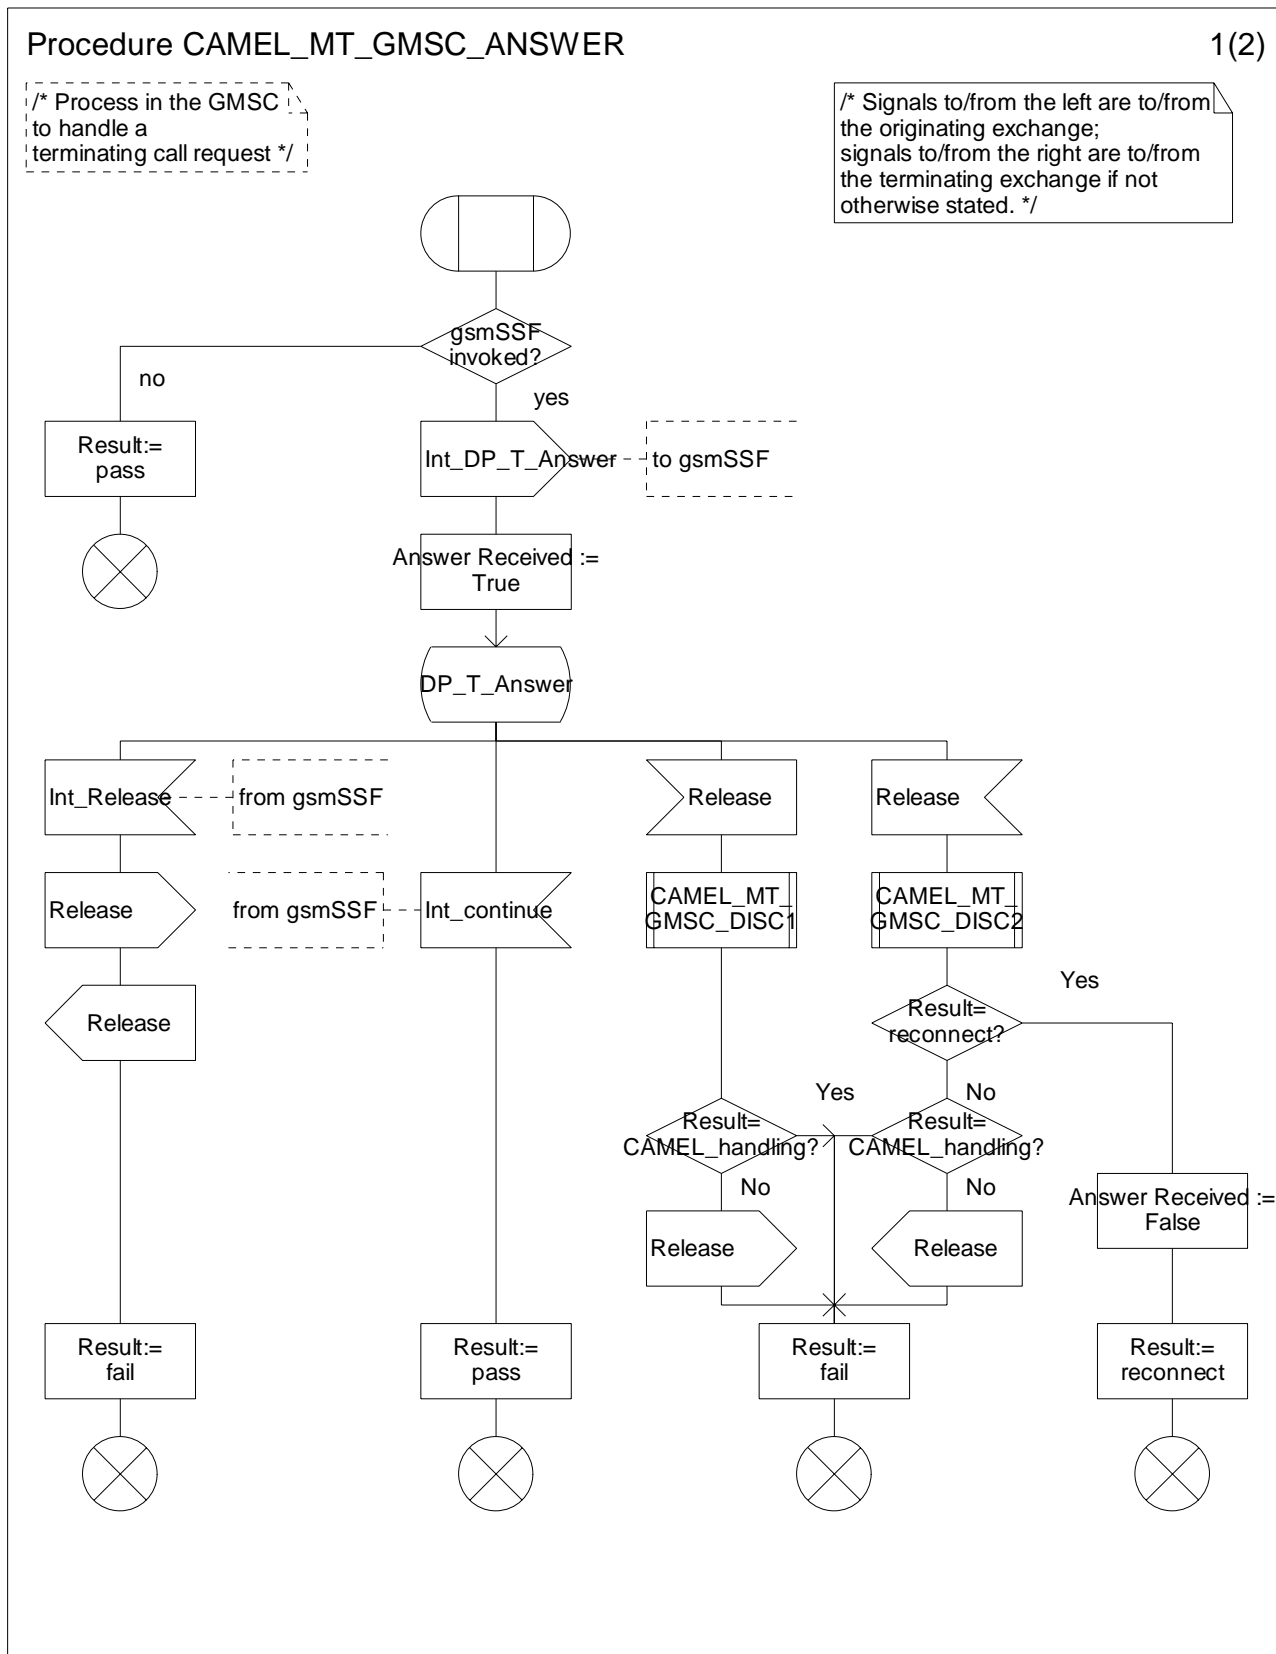 Procedure CAMEL_MT_GMSC_ANSWER
1(2)
/* Process in the GMSC
to handle a
terminating call request */
/* Signals to/from the left are to/from
the originating exchange;
signals to/from the right are to/from
the terminating exchange if not
otherwise stated. */
gsmSSF
invoked?
no
yes
Result:=
pass
Int_DP_T_Answer
to gsmSSF
Answer Received :=
True
DP_T_Answer
Int_Release
from gsmSSF
Release
Release
Release
from gsmSSF
Int_continue
CAMEL_MT_
GMSC_DISC1
CAMEL_MT_
GMSC_DISC2
Yes
Release
Result=
reconnect?
Yes
No
Result=
CAMEL_handling?
Result=
CAMEL_handling?
No
No
Answer Received :=
False
Release
Release
Result:=
fail
Result:=
pass
Result:=
fail
Result:=
reconnect